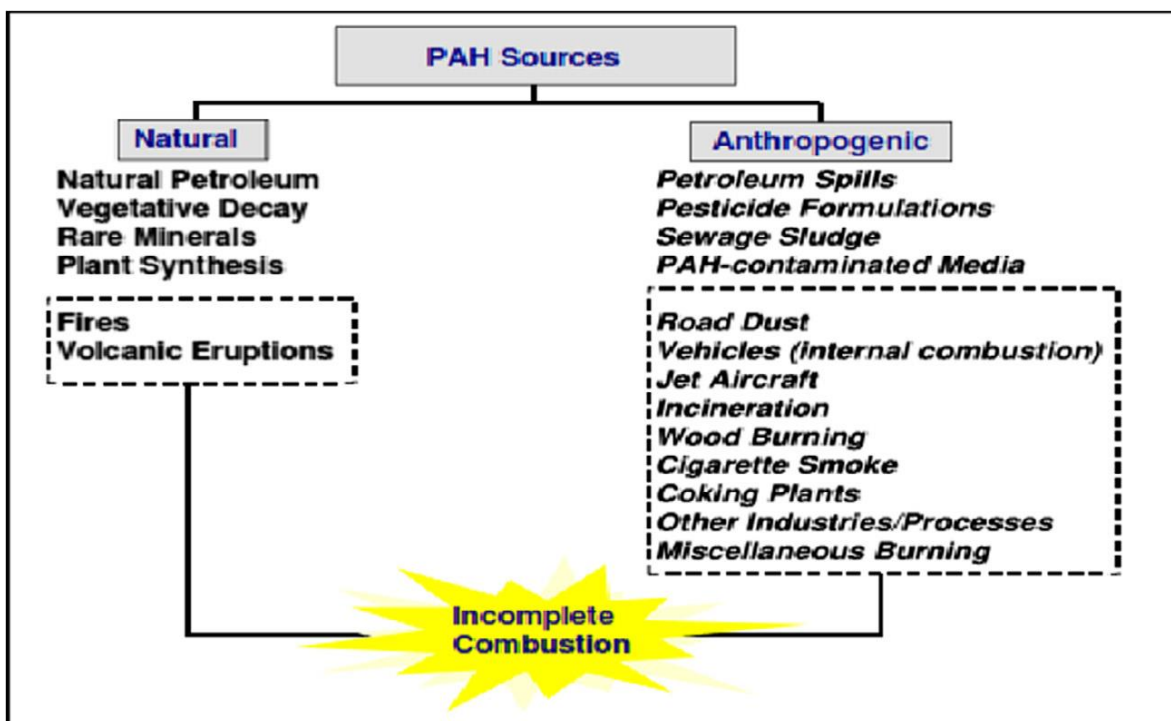 PAH Sources
Natural
Natural Petroleum
Vegetative Decay
Rare Minerals
Plant Synthesis
Fires
Volcanic Eruptions
Anthropogenic
Petroleum Spills
Pesticide Formulations
Sewage Sludge
PAH-contaminated Media
Road Dust
Vehicles (internal combustion)
Jet Aircraft
Incineration
Wood Burning
Cigarette Smoke
Coking Plants
Other Industries/Processes
Miscellaneous Burning
Incomplete
Combustion